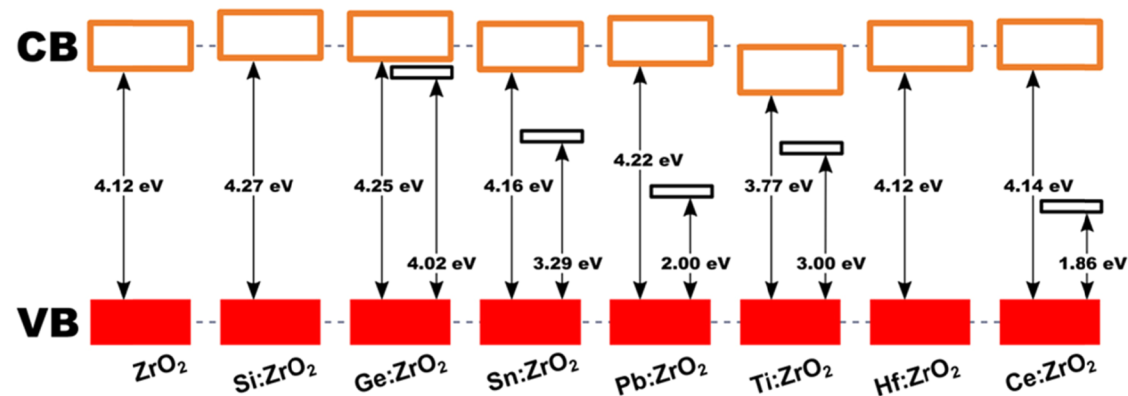 CB
4.12 eV
4.27 eV
4.25 eV
4.02 eV
4.16 eV
3.29 eV
4.22 eV
2.00 eV
3.77 eV
3.00 eV
4.12 eV
4.14 eV
1.86 eV
VB
ZrO₂
Si:ZrO₂
Ge:ZrO₂
Sn:ZrO₂
Pb:ZrO₂
Ti:ZrO₂
Hf:ZrO₂
Ce:ZrO₂